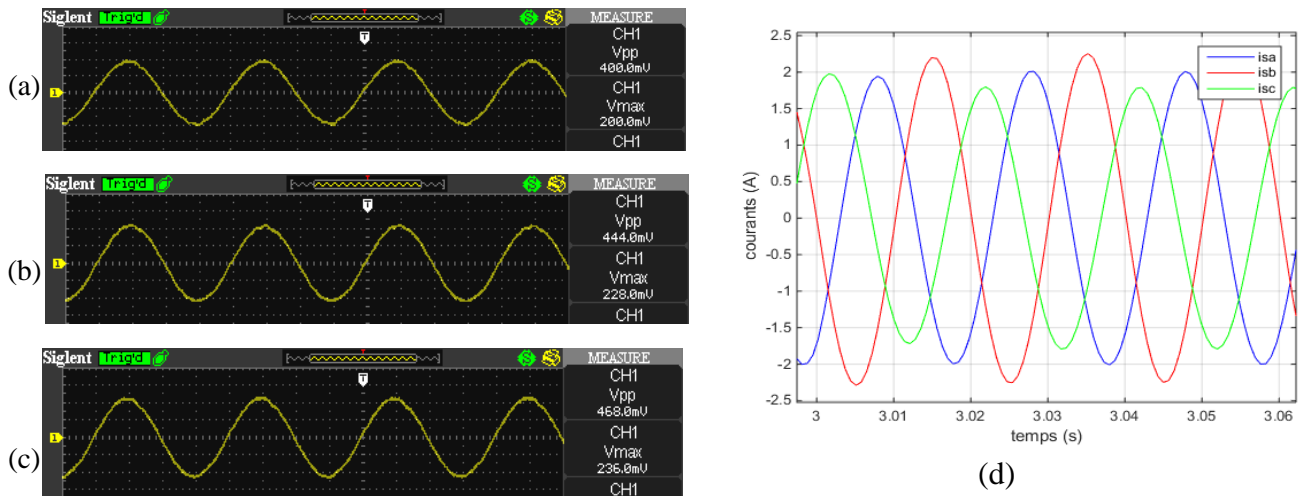 (a)
Siglent Trig'd S MEASURE
T
1
CH1
Vpp
400.0mV
CH1
Vmax
200.0mV
CH1
(b)
Siglent Trig'd S MEASURE
T
1
CH1
Vpp
444.0mV
CH1
Vmax
228.0mV
CH1
(c)
Siglent Trig'd S MEASURE
T
1
CH1
Vpp
468.0mV
CH1
Vmax
236.0mV
CH1
2.5
2
1.5
1
0.5
0
-0.5
-1
-1.5
-2
-2.5
courants (A)
isa
isb
isc
3 3.01 3.02 3.03 3.04 3.05 3.06
temps (s)
(d)